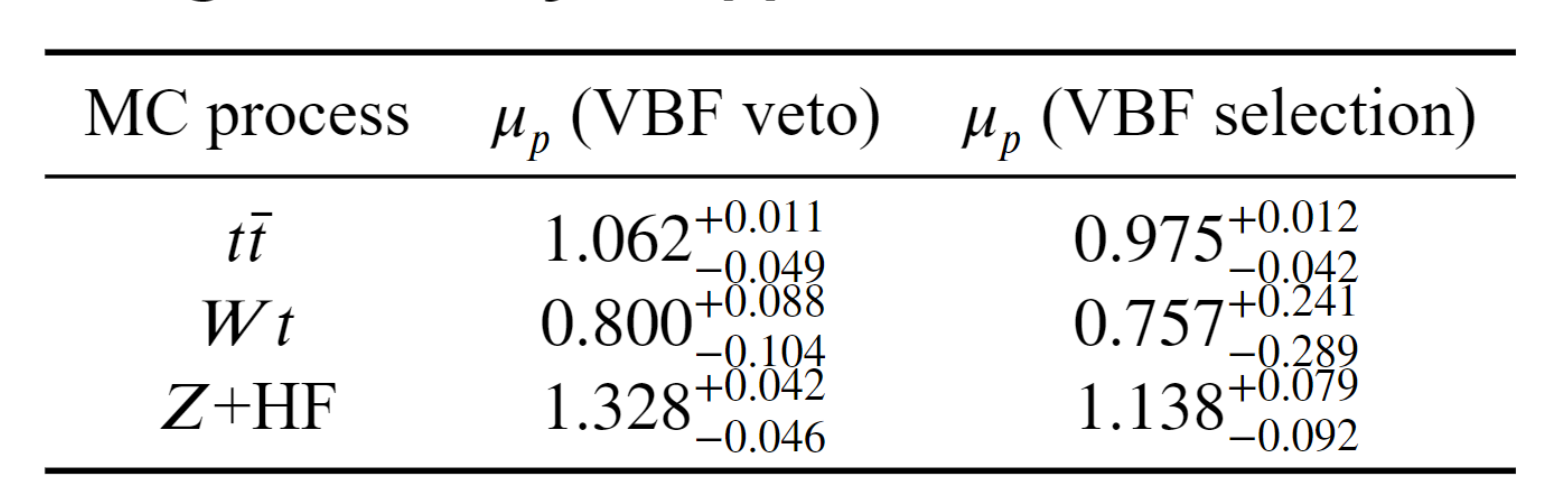 MC process μp (VBF veto) μp (VBF selection)
tt̄ 1.062+0.011−0.049 0.975+0.012−0.042
Wt 0.800+0.088−0.104 0.757+0.241−0.289
Z+HF 1.328+0.042−0.046 1.138+0.079−0.092